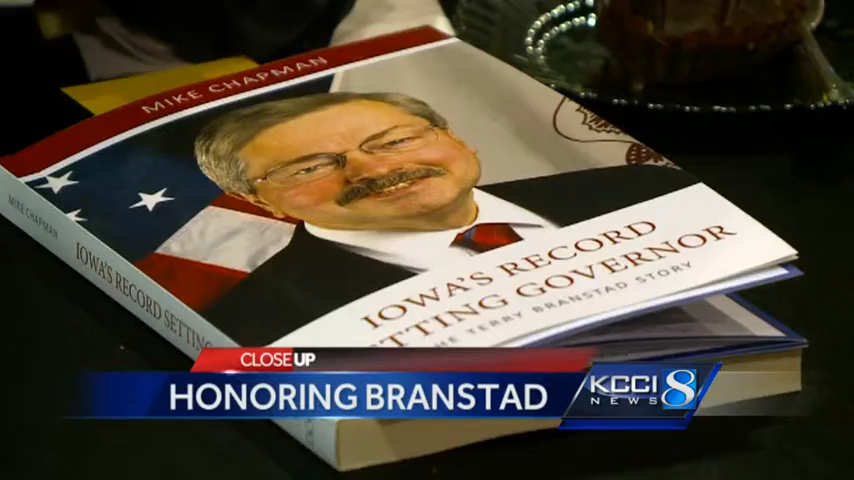 MIKE CHAPMAN
IOWA'S RECORD
SETTING GOVERNOR
THE TERRY BRANSTAD STORY
MIKE CHAPMAN
IOWA'S RECORD SETTING
CLOSE UP
HONORING BRANSTAD
KCCI 8
NEWS